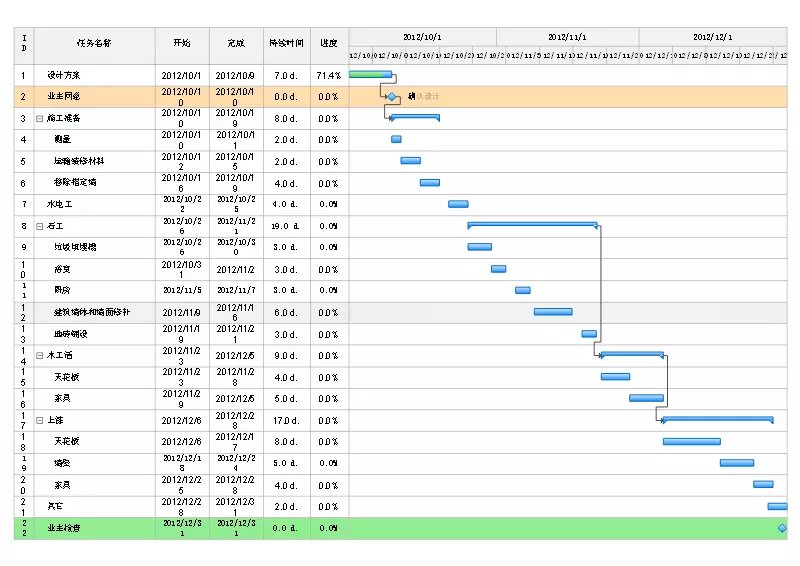 ID 任务名称 开始 完成 持续时间 进度 2012/10/1 2012/11/1 2012/12/1
1 设计方案 2012/10/1 2012/10/9 7.0 d. 71.4%
2 业主同意 2012/10/10 2012/10/10 0.0 d. 0.0% 确认设计
3 施工准备 2012/10/10 2012/10/19 8.0 d. 0.0%
4 测量 2012/10/10 2012/10/11 2.0 d. 0.0%
5 运输装修材料 2012/10/12 2012/10/15 2.0 d. 0.0%
6 移除指定墙 2012/10/16 2012/10/19 4.0 d. 0.0%
7 水电工 2012/10/22 2012/10/25 4.0 d. 0.0%
8 石工 2012/10/26 2012/11/21 19.0 d. 0.0%
9 垃圾填埋槽 2012/10/26 2012/10/30 3.0 d. 0.0%
10 浴室 2012/10/31 2012/11/2 3.0 d. 0.0%
11 厨房 2012/11/5 2012/11/7 3.0 d. 0.0%
12 建筑墙体和墙面修补 2012/11/9 2012/11/16 6.0 d. 0.0%
13 地砖铺设 2012/11/19 2012/11/21 3.0 d. 0.0%
14 木工活 2012/11/23 2012/12/5 9.0 d. 0.0%
15 天花板 2012/11/23 2012/11/28 4.0 d. 0.0%
16 家具 2012/11/29 2012/12/5 5.0 d. 0.0%
17 上漆 2012/12/6 2012/12/28 17.0 d. 0.0%
18 天花板 2012/12/6 2012/12/17 8.0 d. 0.0%
19 墙壁 2012/12/18 2012/12/24 5.0 d. 0.0%
20 家具 2012/12/25 2012/12/28 4.0 d. 0.0%
21 其它 2012/12/28 2012/12/31 2.0 d. 0.0%
22 业主检查 2012/12/31 2012/12/31 0.0 d. 0.0%